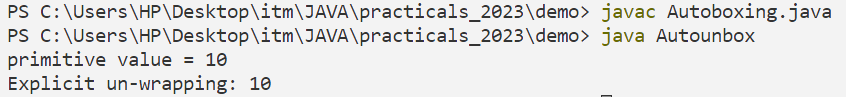 PS C:\Users\HP\Desktop\itm\JAVA\practicals_2023\demo> javac Autoboxing.java
PS C:\Users\HP\Desktop\itm\JAVA\practicals_2023\demo> java Autounbox
primitive value = 10
Explicit un-wrapping: 10